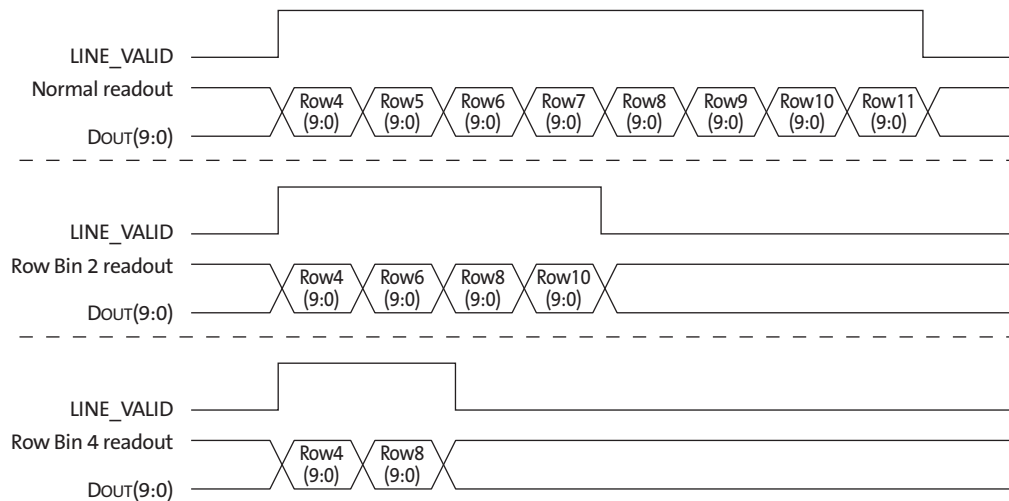 LINE_VALID
Normal readout
Row4 Row5 Row6 Row7 Row8 Row9 Row10 Row11
(9:0) (9:0) (9:0) (9:0) (9:0) (9:0) (9:0) (9:0)
DOUT(9:0)
LINE_VALID
Row Bin 2 readout
Row4 Row6 Row8 Row10
(9:0) (9:0) (9:0) (9:0)
DOUT(9:0)
LINE_VALID
Row Bin 4 readout
Row4 Row8
(9:0) (9:0)
DOUT(9:0)